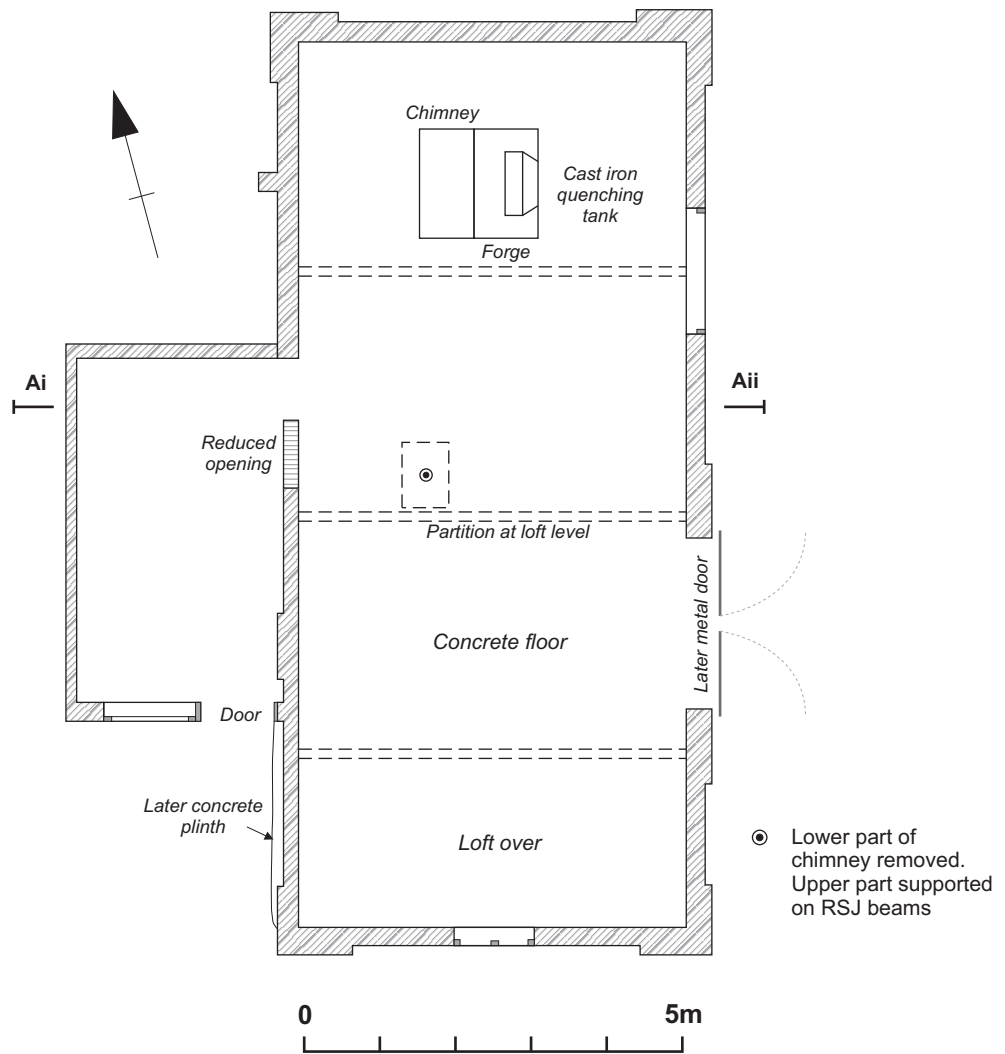 Chimney
Cast iron
quenching
tank
Forge
Ai
Aii
Reduced
opening
Partition at loft level
Later metal door
Concrete floor
Door
Later concrete
plinth
Loft over
Lower part of
chimney removed.
Upper part supported
on RSJ beams
0
5m